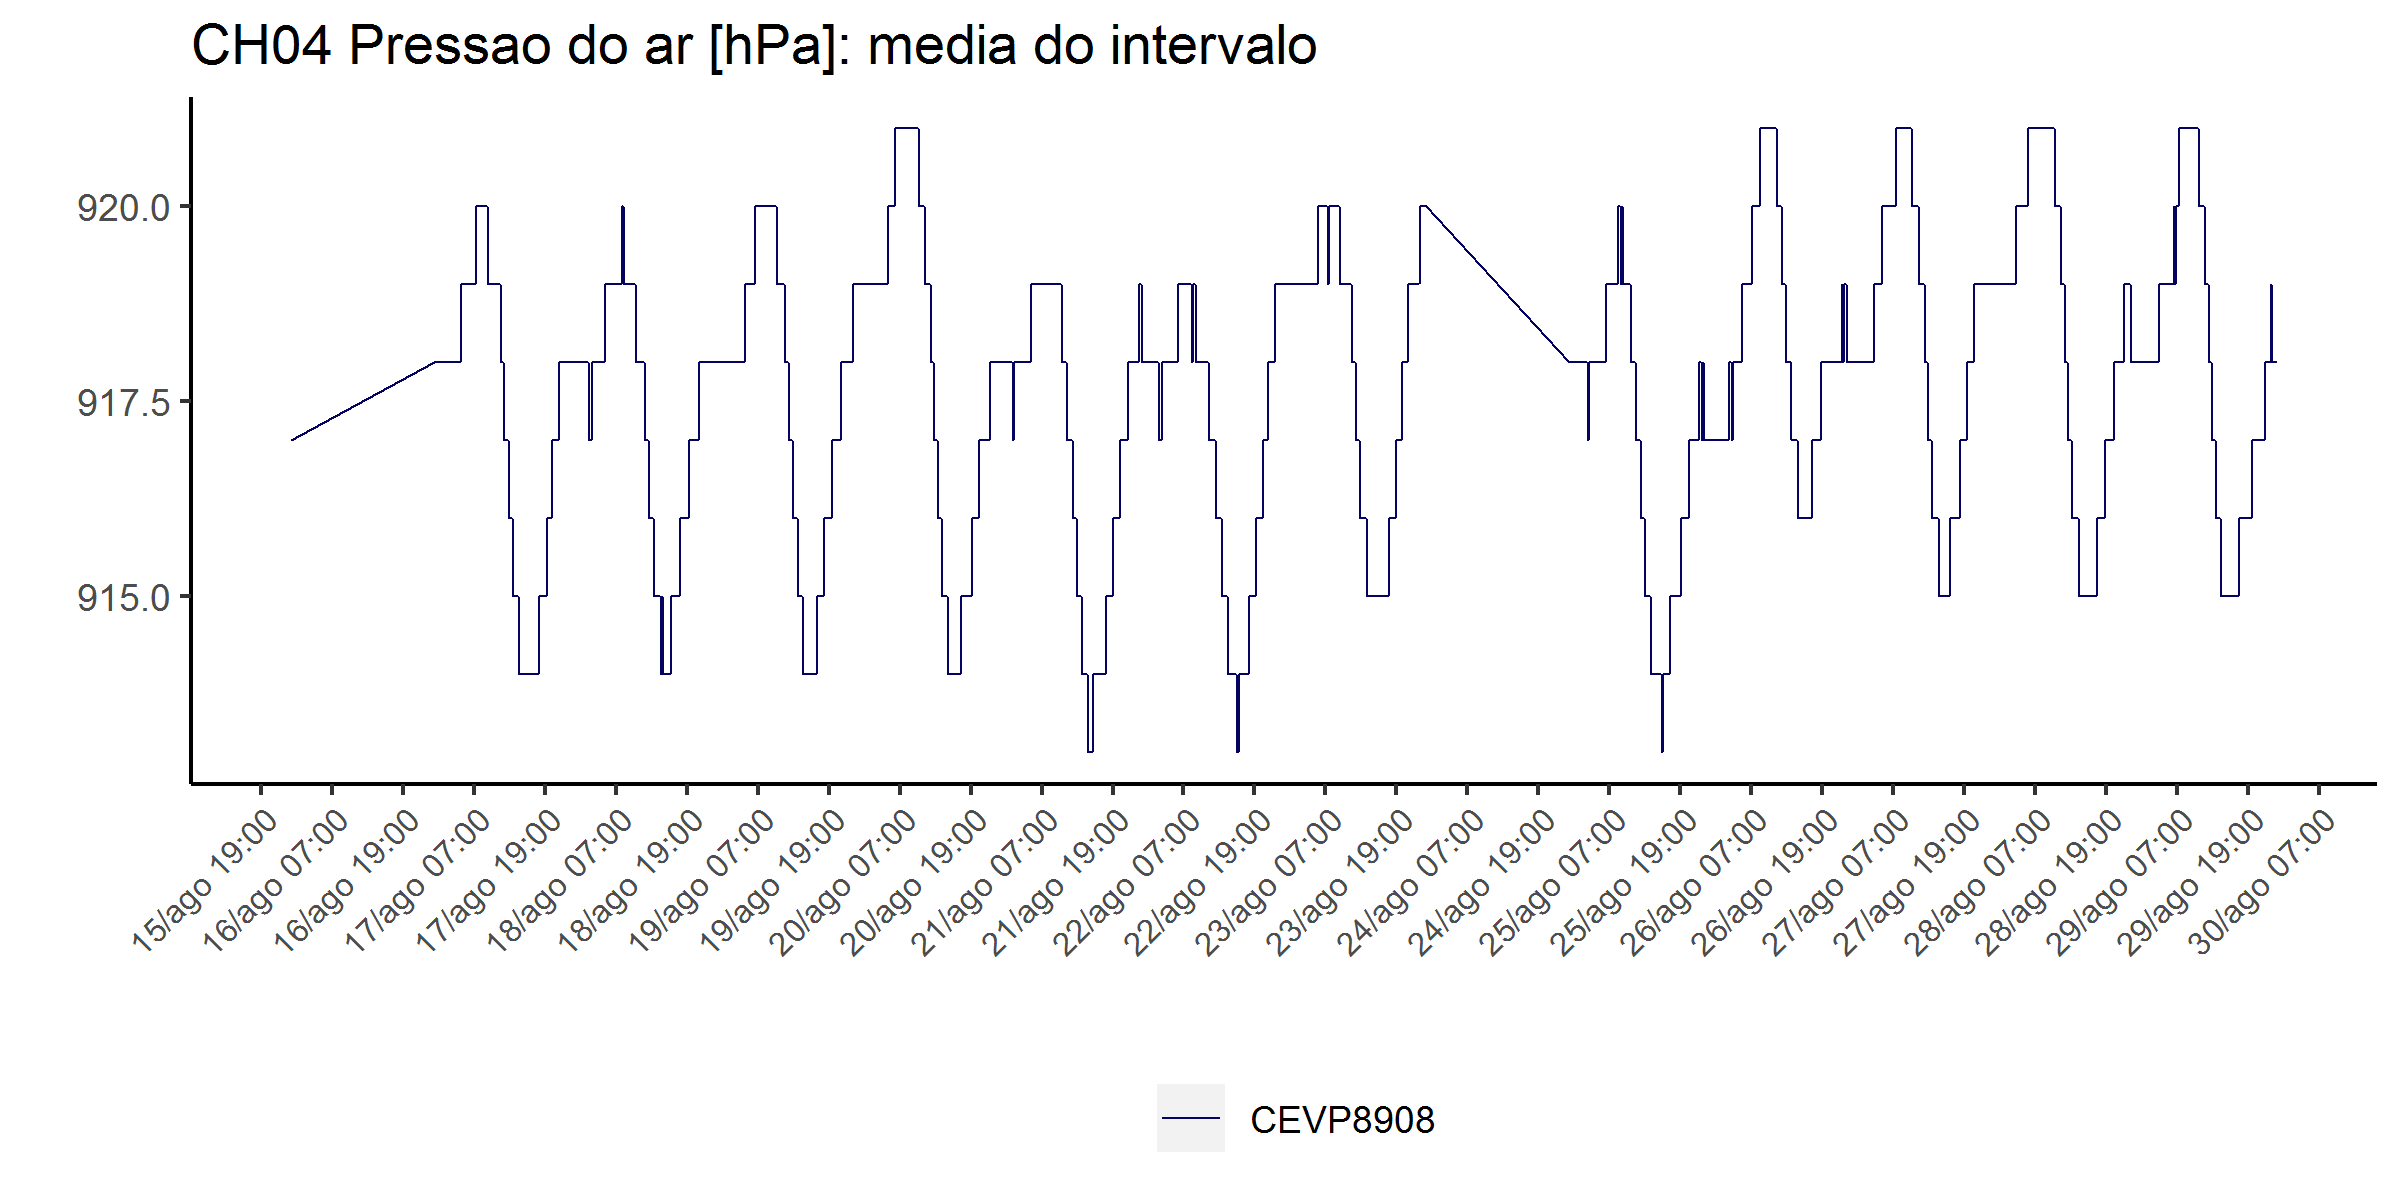 CH04 Pressao do ar [hPa]: media do intervalo
920.0
917.5
915.0
15/ago 19:00
16/ago 07:00
16/ago 19:00
17/ago 07:00
17/ago 19:00
18/ago 07:00
18/ago 19:00
19/ago 07:00
19/ago 19:00
20/ago 07:00
20/ago 19:00
21/ago 07:00
21/ago 19:00
22/ago 07:00
22/ago 19:00
23/ago 07:00
23/ago 19:00
24/ago 07:00
24/ago 19:00
25/ago 07:00
25/ago 19:00
26/ago 07:00
26/ago 19:00
27/ago 07:00
27/ago 19:00
28/ago 07:00
28/ago 19:00
29/ago 07:00
29/ago 19:00
30/ago 07:00
CEVP8908